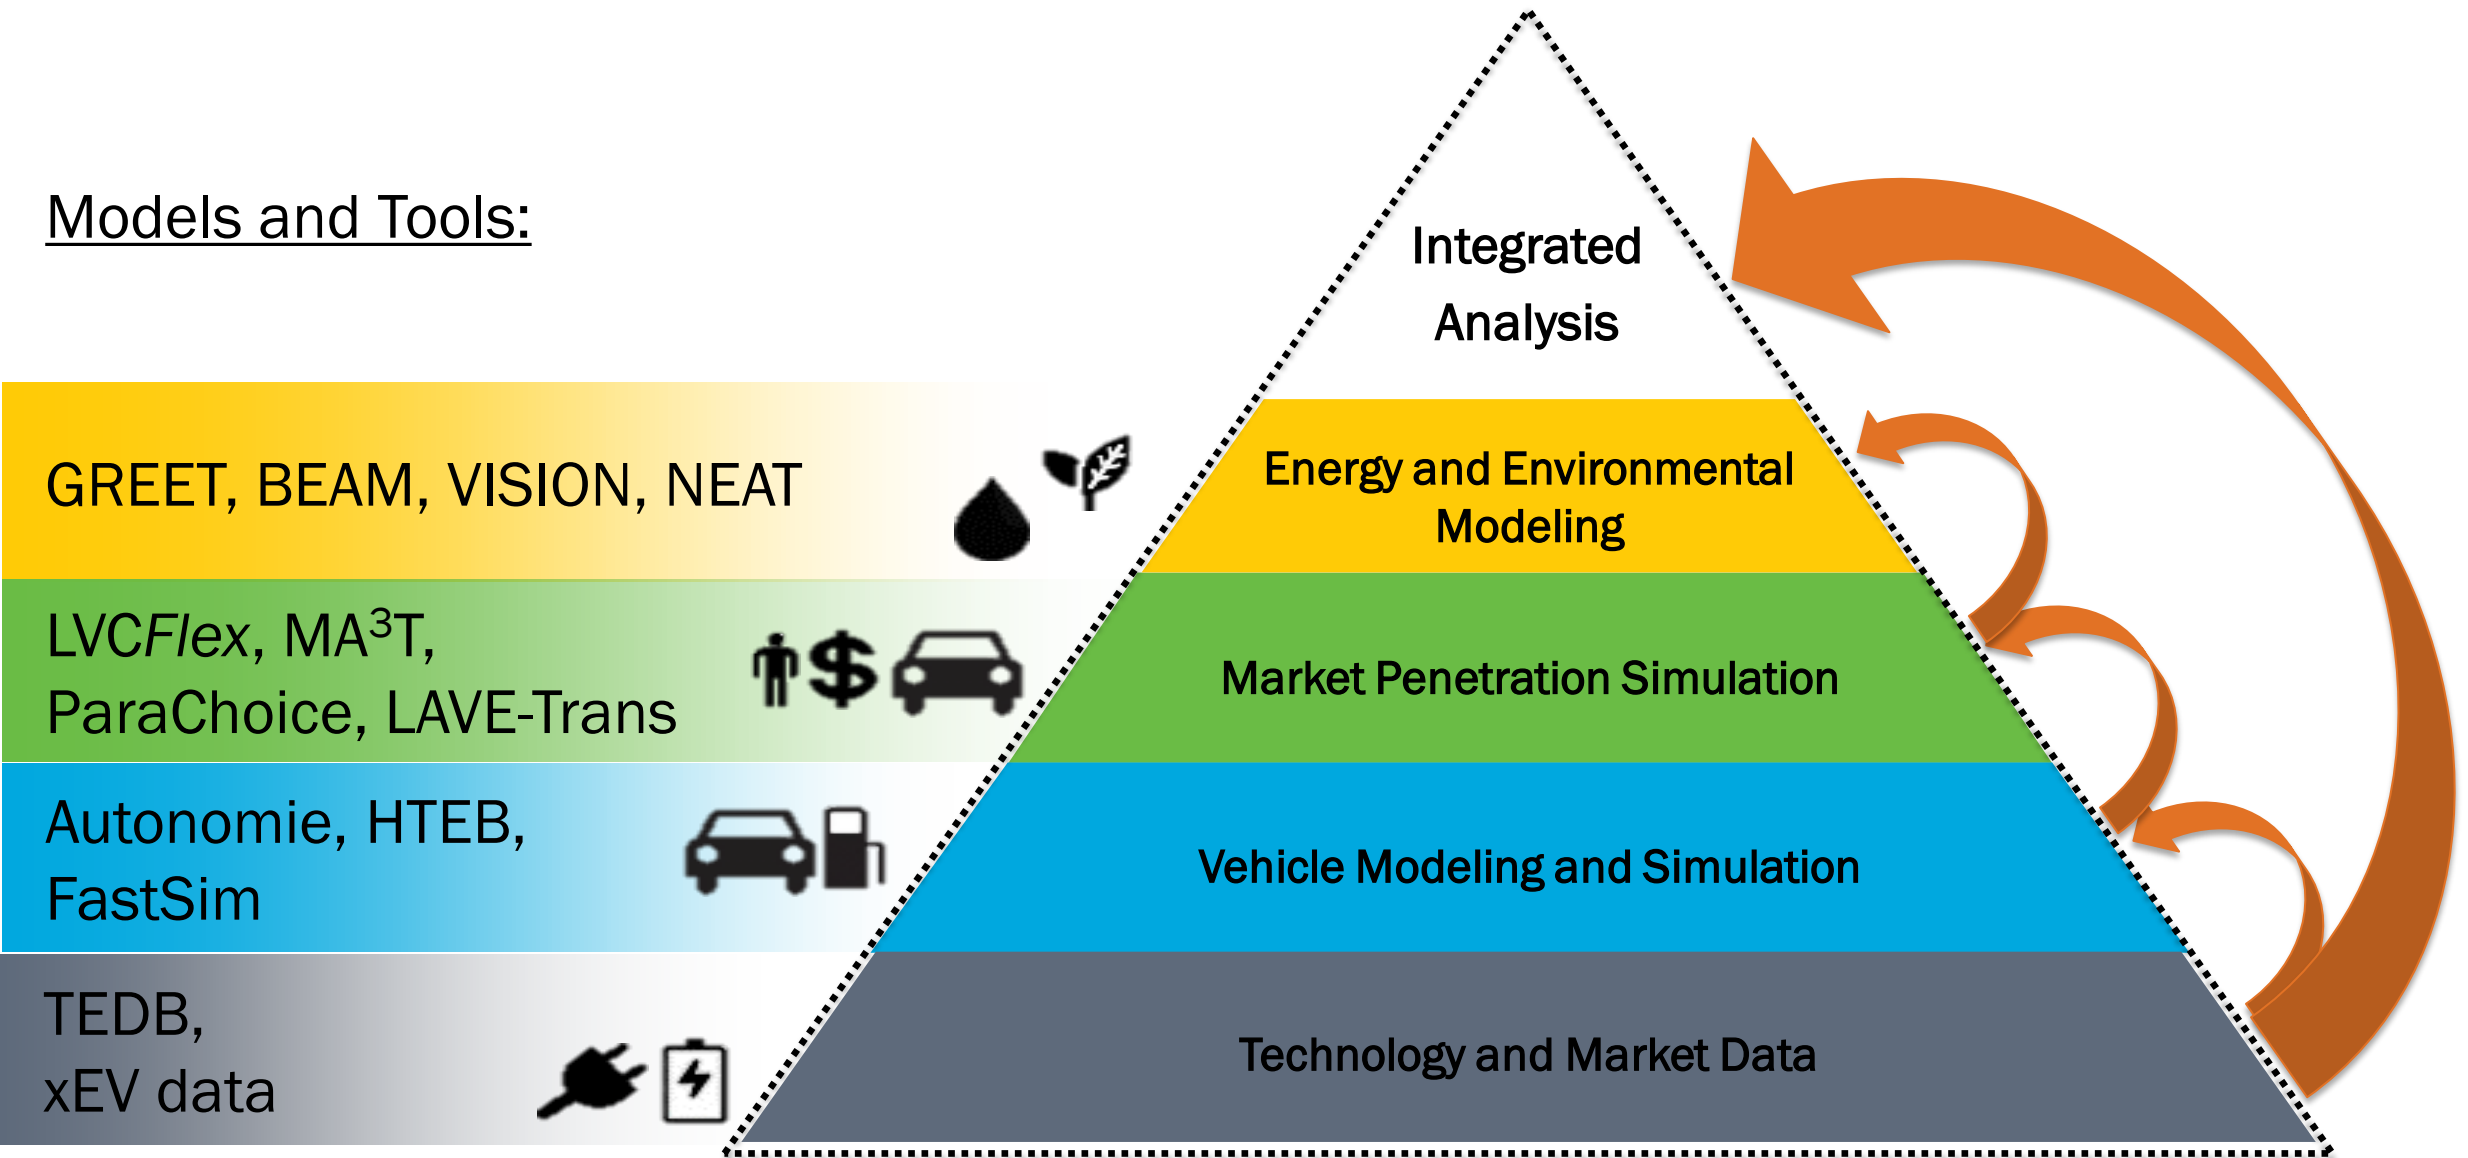 Models and Tools:
Integrated
Analysis
GREET, BEAM, VISION, NEAT
Energy and Environmental
Modeling
LVCFlex, MA³T,
ParaChoice, LAVE-Trans
Market Penetration Simulation
Autonomie, HTEB,
FastSim
Vehicle Modeling and Simulation
TEDB,
xEV data
Technology and Market Data